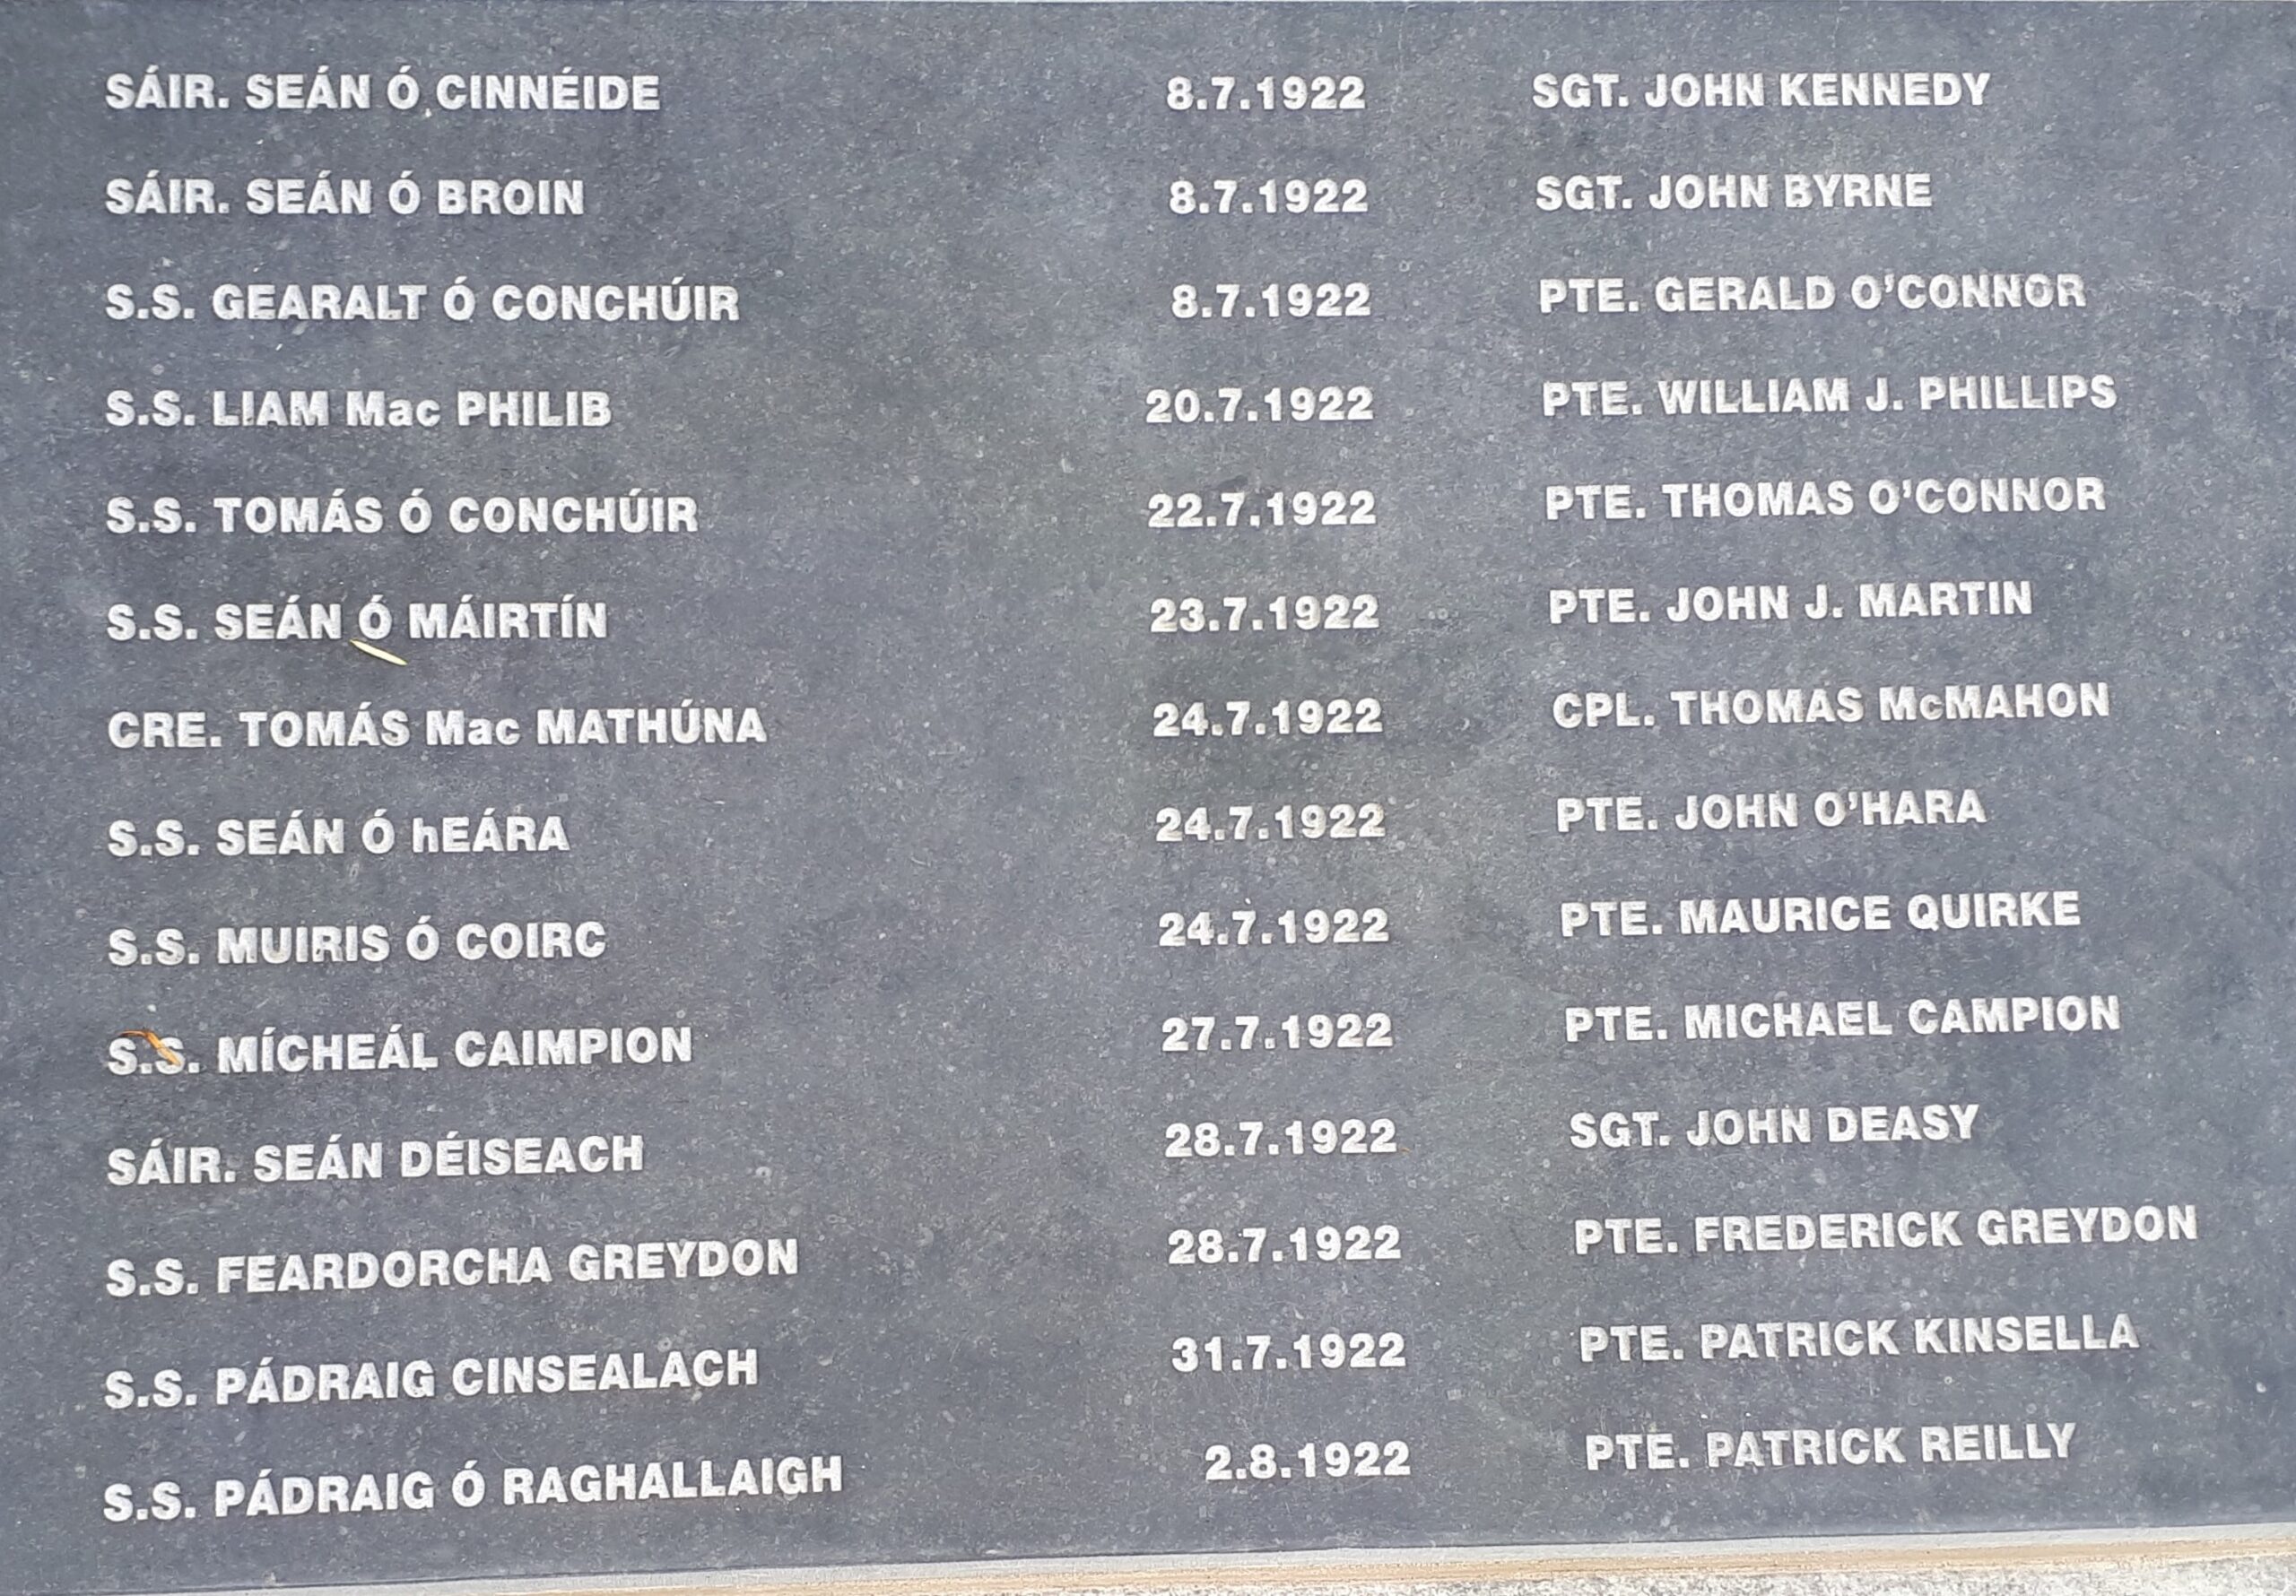 SÁIR. SEÁN Ó CINNÉIDE 8.7.1922 SGT. JOHN KENNEDY
SÁIR. SEÁN Ó BROIN 8.7.1922 SGT. JOHN BYRNE
S.S. GEARALT Ó CONCHÚIR 8.7.1922 PTE. GERALD O'CONNOR
S.S. LIAM Mac PHILIB 20.7.1922 PTE. WILLIAM J. PHILLIPS
S.S. TOMÁS Ó CONCHÚIR 22.7.1922 PTE. THOMAS O'CONNOR
S.S. SEÁN Ó MÁIRTÍN 23.7.1922 PTE. JOHN J. MARTIN
CRE. TOMÁS Mac MATHÚNA 24.7.1922 CPL. THOMAS McMAHON
S.S. SEÁN Ó hEÁRA 24.7.1922 PTE. JOHN O'HARA
S.S. MUIRIS Ó COIRC 24.7.1922 PTE. MAURICE QUIRKE
S.S. MÍCHEÁL CAIMPION 27.7.1922 PTE. MICHAEL CAMPION
SÁIR. SEÁN DÉISEACH 28.7.1922 SGT. JOHN DEASY
S.S. FEARDORCHA GREYDON 28.7.1922 PTE. FREDERICK GREYDON
S.S. PÁDRAIG CINSEALACH 31.7.1922 PTE. PATRICK KINSELLA
S.S. PÁDRAIG Ó RAGHALLAIGH 2.8.1922 PTE. PATRICK REILLY